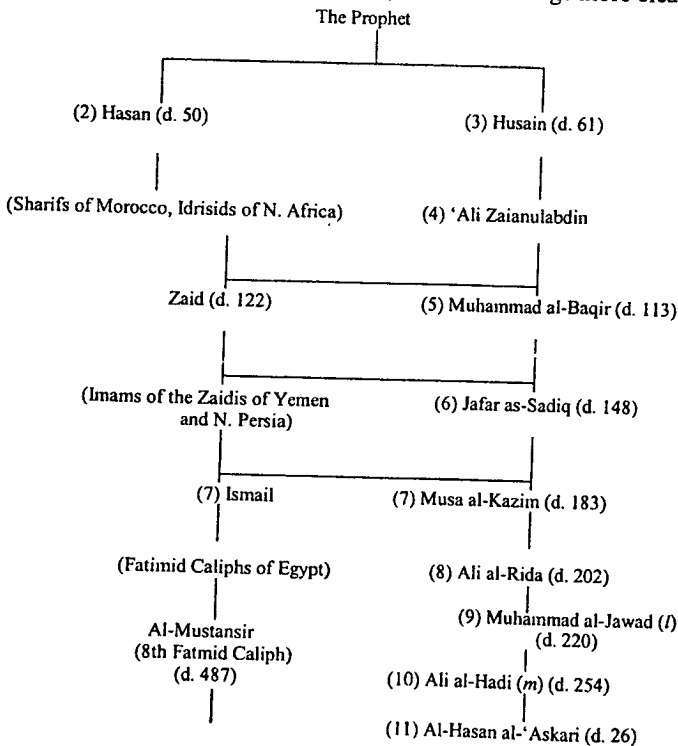 The Prophet
(2) Hasan (d. 50)
(3) Husain (d. 61)
(Sharifs of Morocco, Idrisids of N. Africa)
(4) ‘Ali Zaianulabdin
Zaid (d. 122)
(5) Muhammad al-Baqir (d. 113)
(Imams of the Zaidis of Yemen
and N. Persia)
(6) Jafar as-Sadiq (d. 148)
(7) Ismail
(7) Musa al-Kazim (d. 183)
(Fatimid Caliphs of Egypt)
(8) Ali al-Rida (d. 202)
Al-Mustansir
(8th Fatmid Caliph)
(d. 487)
(9) Muhammad al-Jawad (l)
(d. 220)
(10) Ali al-Hadi (m) (d. 254)
(11) Al-Hasan al-‘Askari (d. 26)